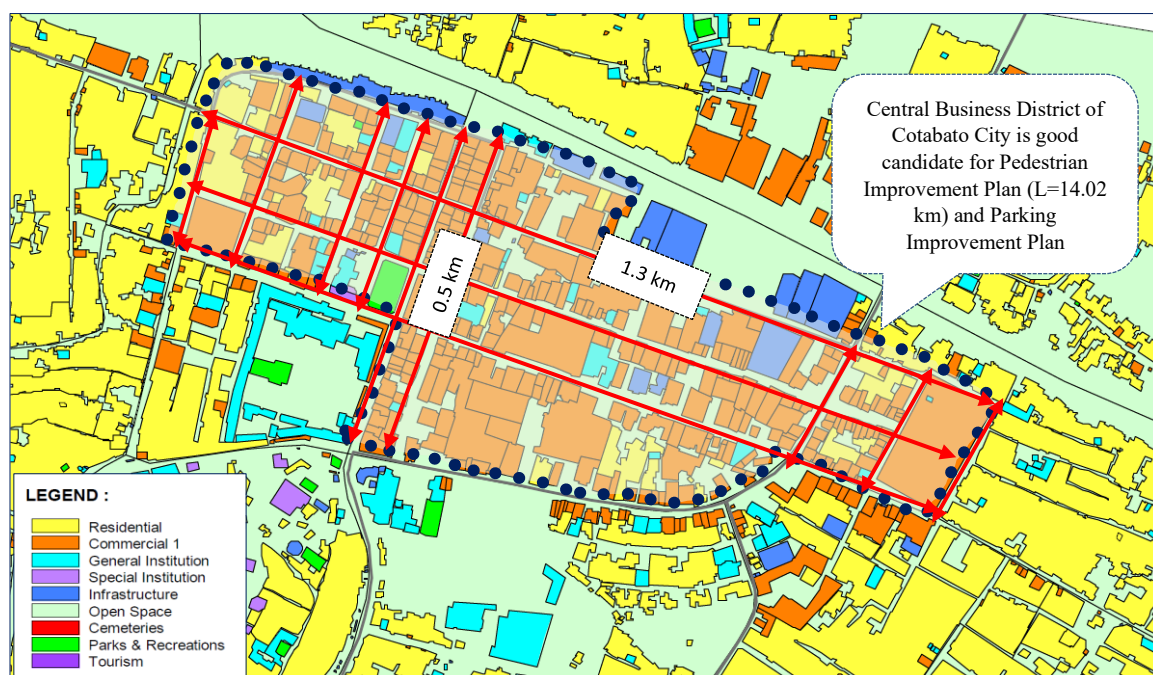 Central Business District of
Cotabato City is good
candidate for Pedestrian
Improvement Plan (L=14.02
km) and Parking
Improvement Plan
1.3 km
0.5 km
LEGEND :
Residential
Commercial 1
General Institution
Special Institution
Infrastructure
Open Space
Cemeteries
Parks & Recreations
Tourism